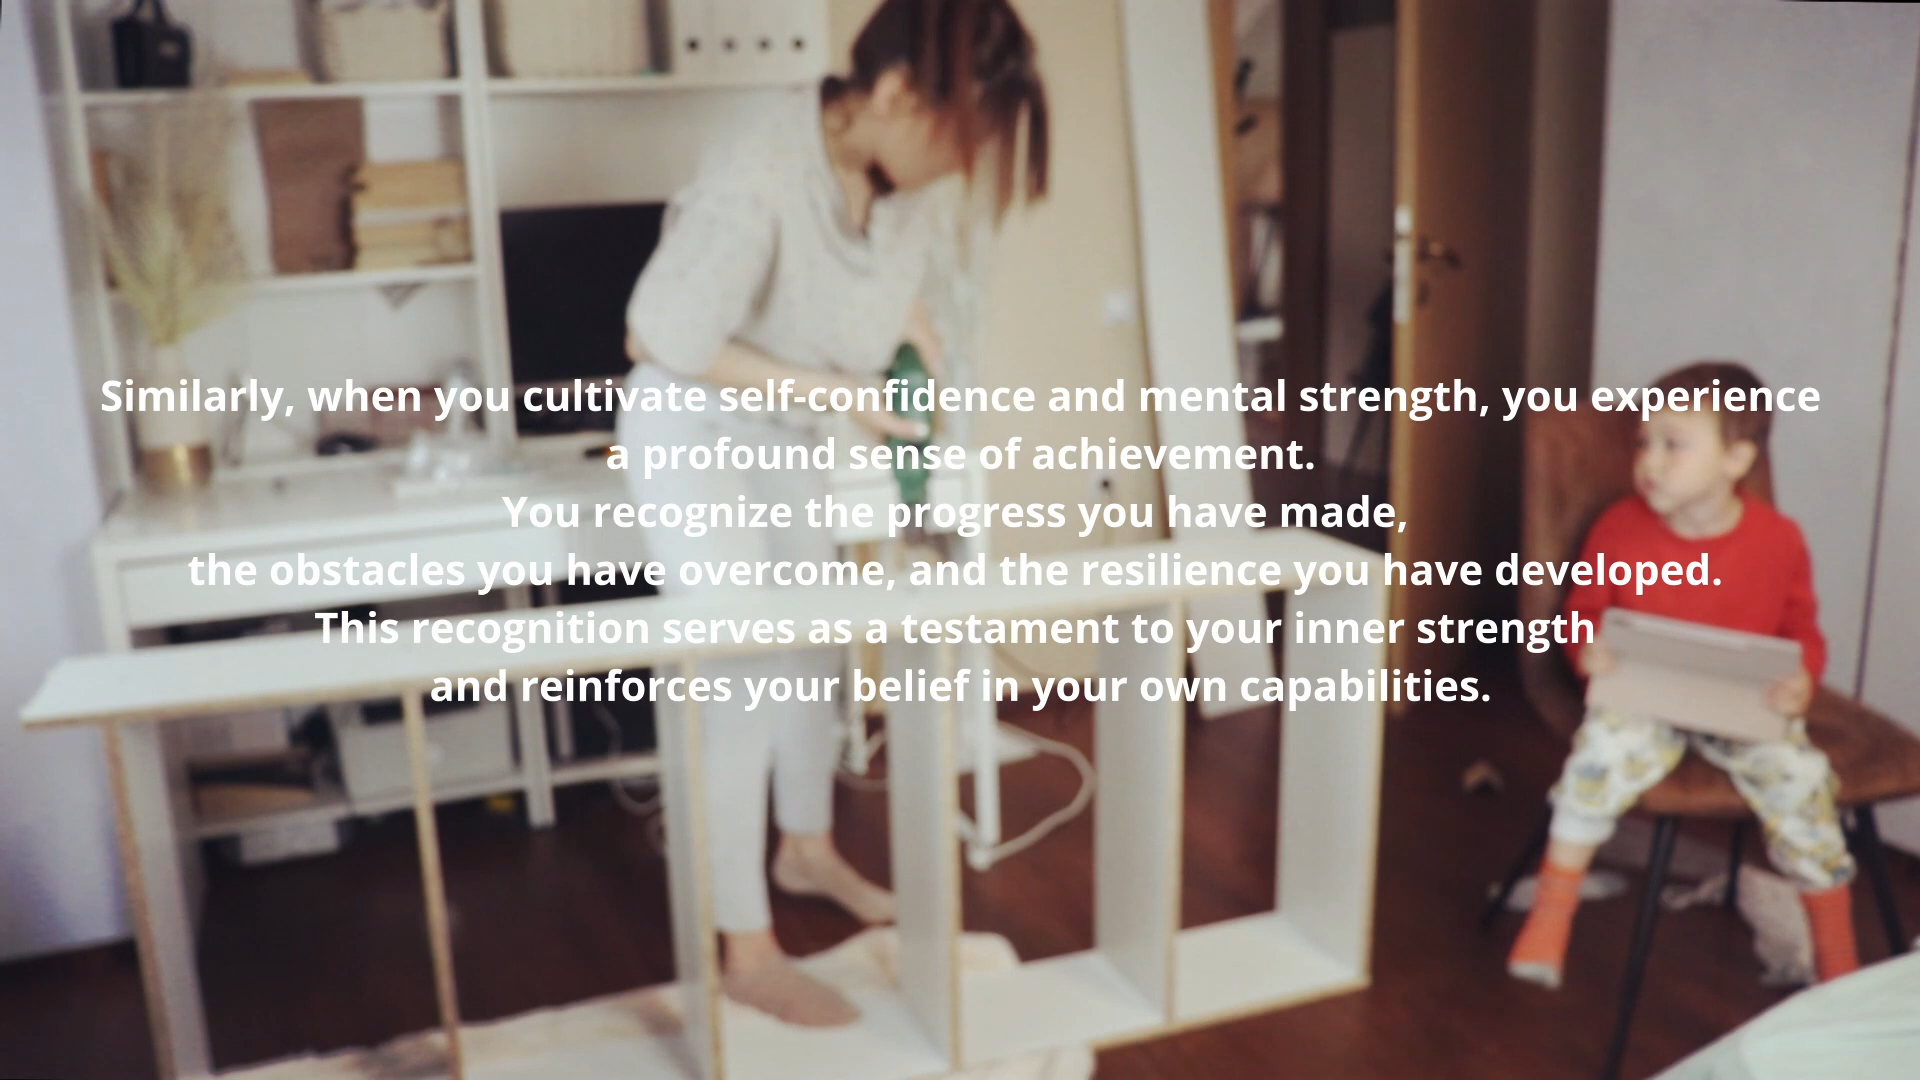 Similarly, when you cultivate self-confidence and mental strength, you experience
a profound sense of achievement.
You recognize the progress you have made,
the obstacles you have overcome, and the resilience you have developed.
This recognition serves as a testament to your inner strength
and reinforces your belief in your own capabilities.